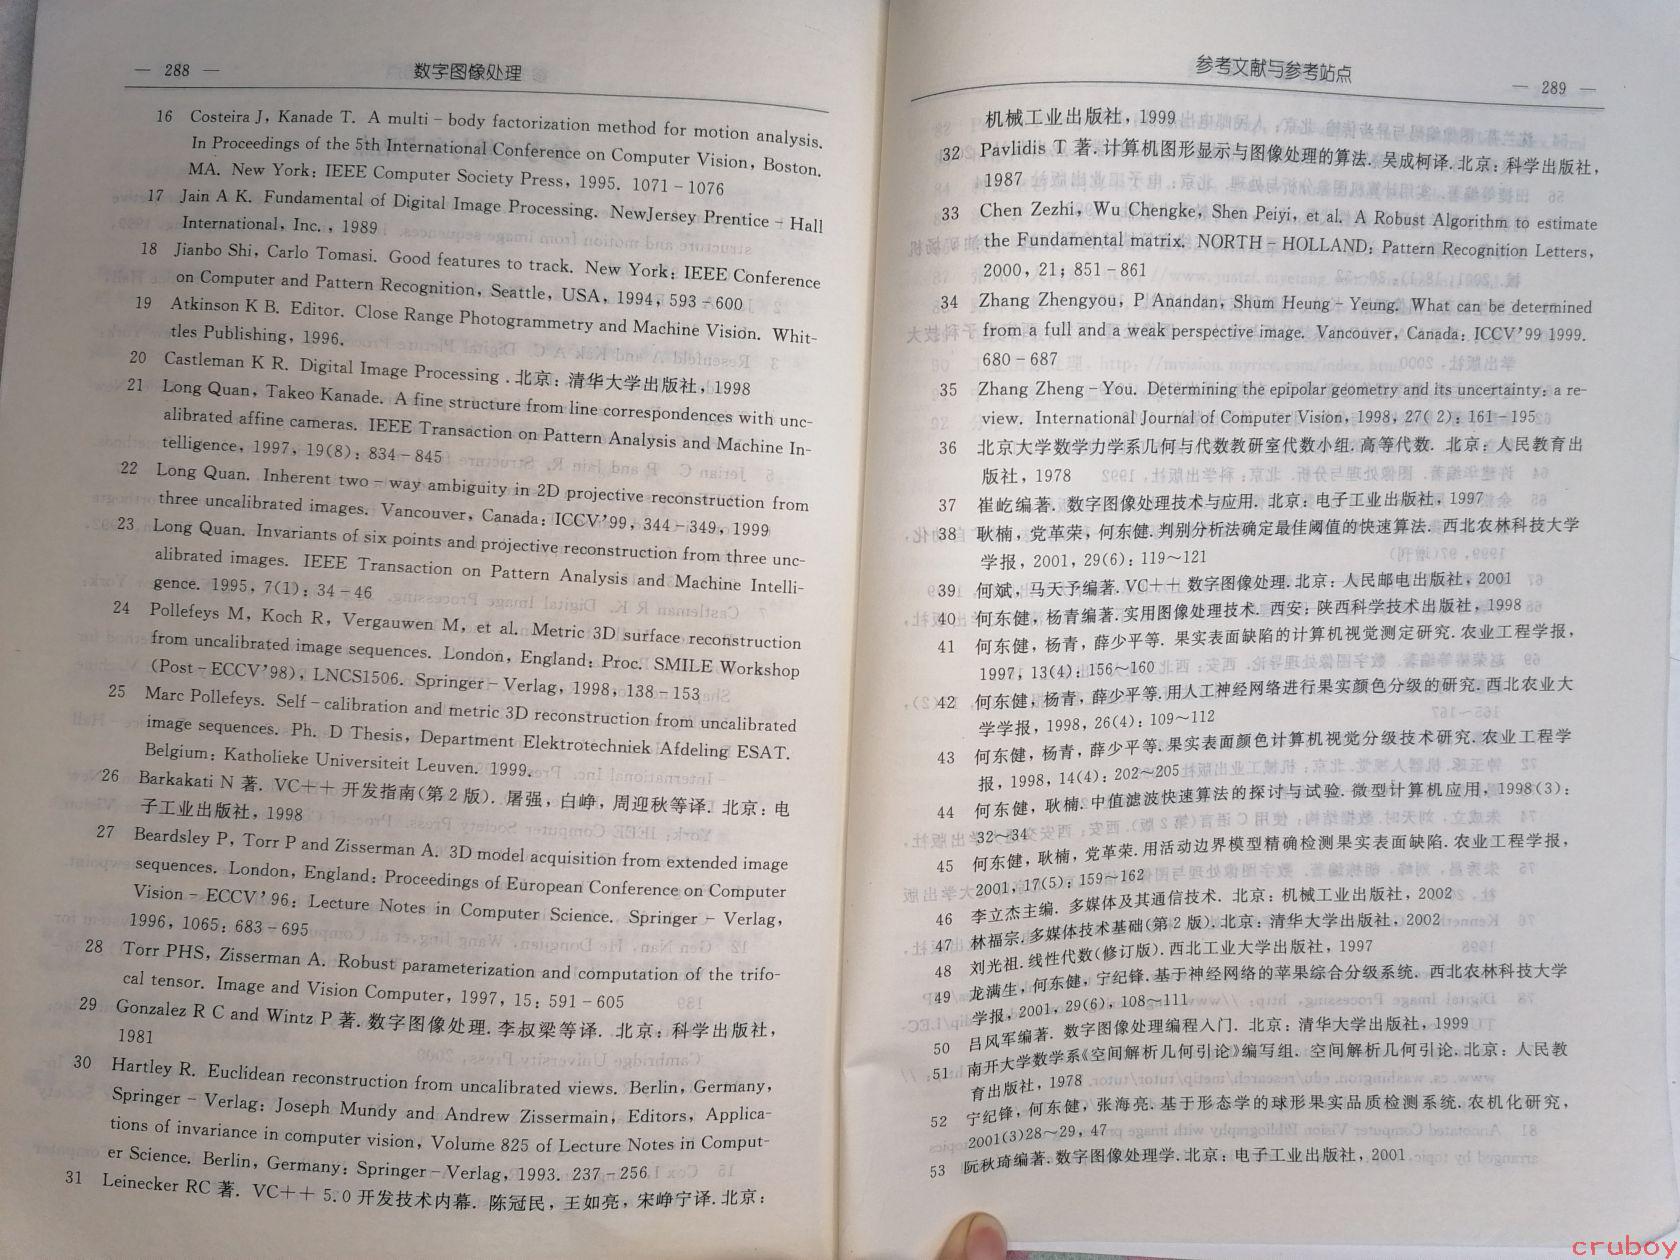 — 288 —
数字图像处理
16 Costeira J, Kanade T. A multi-body factorization method for motion analysis.
In Proceedings of the 5th International Conference on Computer Vision, Boston.
MA. New York: IEEE Computer Society Press, 1995. 1071-1076
17 Jain A K. Fundamental of Digital Image Processing. NewJersey Prentice-Hall
International, Inc., 1989
18 Jianbo Shi, Carlo Tomasi. Good features to track. New York: IEEE Conference
on Computer and Pattern Recognition, Seattle, USA, 1994, 593-600
19 Atkinson K B. Editor. Close Range Photogrammetry and Machine Vision. Whit-
tles Publishing, 1996.
20 Castleman K R. Digital Image Processing. 北京: 清华大学出版社, 1998
21 Long Quan, Takeo Kanade. A fine structure from line correspondences with unc-
alibrated affine cameras. IEEE Transaction on Pattern Analysis and Machine In-
telligence, 1997, 19(8): 834-845
22 Long Quan. Inherent two-way ambiguity in 2D projective reconstruction from
three uncalibrated images. Vancouver, Canada: ICCV'99, 344-349, 1999
23 Long Quan. Invariants of six points and projective reconstruction from three unc-
alibrated images. IEEE Transaction on Pattern Analysis and Machine Intelli-
gence. 1995, 7(1): 34-46
24 Pollefeys M, Koch R, Vergauwen M, et al. Metric 3D surface reconstruction
from uncalibrated image sequences. London, England: Proc. SMILE Workshop
(Post-ECCV'98), LNCS1506. Springer-Verlag, 1998, 138-153
25 Marc Pollefeys. Self-calibration and metric 3D reconstruction from uncalibrated
image sequences. Ph. D Thesis, Department Elektrotechniek Afdeling ESAT.
Belgium: Katholieke Universiteit Leuven. 1999.
26 Barkakati N 著. VC++ 开发指南(第2版). 屠强, 白峥, 周迎秋等译. 北京: 电
子工业出版社, 1998
27 Beardsley P, Torr P and Zisserman A. 3D model acquisition from extended image
sequences. London, England: Proceedings of European Conference on Computer
Vision-ECCV'96: Lecture Notes in Computer Science. Springer-Verlag,
1996, 1065: 683-695
28 Torr PHS, Zisserman A. Robust parameterization and computation of the trifo-
cal tensor. Image and Vision Computer, 1997, 15: 591-605
29 Gonzalez R C and Wintz P 著. 数字图像处理. 李叔梁等译. 北京: 科学出版社,
1981
30 Hartley R. Euclidean reconstruction from uncalibrated views. Berlin, Germany,
Springer-Verlag: Joseph Mundy and Andrew Zissermain, Editors, Applica-
tions of invariance in computer vision, Volume 825 of Lecture Notes in Comput-
er Science. Berlin, Germany: Springer-Verlag, 1993. 237-256
31 Leinecker RC 著. VC++ 5.0 开发技术内幕. 陈冠民, 王如亮, 宋峥宁译. 北京:
参考文献与参考站点
— 289 —
机械工业出版社, 1999
32 Pavlidis T 著. 计算机图形显示与图像处理的算法. 吴成柯译. 北京: 科学出版社,
1987
33 Chen Zezhi, Wu Chengke, Shen Peiyi, et al. A Robust Algorithm to estimate
the Fundamental matrix. NORTH-HOLLAND: Pattern Recognition Letters,
2000, 21: 851-861
34 Zhang Zhengyou, P Anandan, Shum Heung-Yeung. What can be determined
from a full and a weak perspective image. Vancouver, Canada: ICCV'99 1999.
680-687
35 Zhang Zheng-You. Determining the epipolar geometry and its uncertainty: a re-
view. International Journal of Computer Vision, 1998, 27(2): 161-195
36 北京大学数学力学系几何与代数教研室代数小组. 高等代数. 北京: 人民教育出
版社, 1978
37 崔屹编著. 数字图像处理技术与应用. 北京: 电子工业出版社, 1997
38 耿楠, 党革荣, 何东健. 判别分析法确定最佳阈值的快速算法. 西北农林科技大学
学报, 2001, 29(6): 119~121
39 何斌, 马天予编著. VC++ 数字图像处理. 北京: 人民邮电出版社, 2001
40 何东健, 杨青编著. 实用图像处理技术. 西安: 陕西科学技术出版社, 1998
41 何东健, 杨青, 薛少平等. 果实表面缺陷的计算机视觉测定研究. 农业工程学报,
1997, 13(4): 156~160
42 何东健, 杨青, 薛少平等. 用人工神经网络进行果实颜色分级的研究. 西北农业大
学学报, 1998, 26(4): 109~112
43 何东健, 杨青, 薛少平等. 果实表面颜色计算机视觉分级技术研究. 农业工程学
报, 1998, 14(4): 202~205
44 何东健, 耿楠. 中值滤波快速算法的探讨与试验. 微型计算机应用, 1998(3):
32~34
45 何东健, 耿楠, 党革荣. 用活动边界模型精确检测果实表面缺陷. 农业工程学报,
2001, 17(5): 159~162
46 李立杰主编. 多媒体及其通信技术. 北京: 机械工业出版社, 2002
47 林福宗. 多媒体技术基础(第2版). 北京: 清华大学出版社, 2002
48 刘光祖. 线性代数(修订版). 西北工业大学出版社, 1997
49 龙满生, 何东健, 宁纪锋. 基于神经网络的苹果综合分级系统. 西北农林科技大学
学报, 2001, 29(6), 108~111
50 吕风军编著. 数字图像处理编程入门. 北京: 清华大学出版社, 1999
51 南开大学数学系《空间解析几何引论》编写组. 空间解析几何引论. 北京: 人民教
育出版社, 1978
52 宁纪锋, 何东健, 张海亮. 基于形态学的球形果实品质检测系统. 农机化研究,
2001(3)28~29, 47
53 阮秋琦编著. 数字图像处理学. 北京: 电子工业出版社, 2001
cruboy